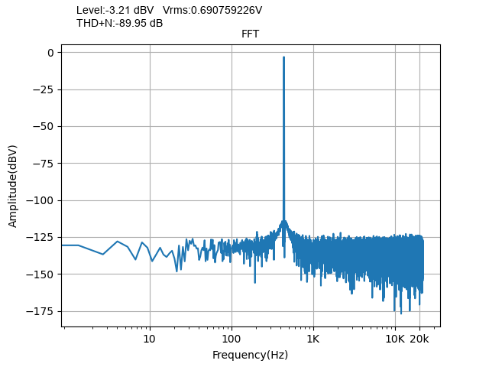 Level:-3.21 dBV   Vrms:0.690759226V
THD+N:-89.95 dB
FFT
0
−25
−50
−75
−100
−125
−150
−175
Amplitude(dBV)
10 100 1K 10K 20k
Frequency(Hz)